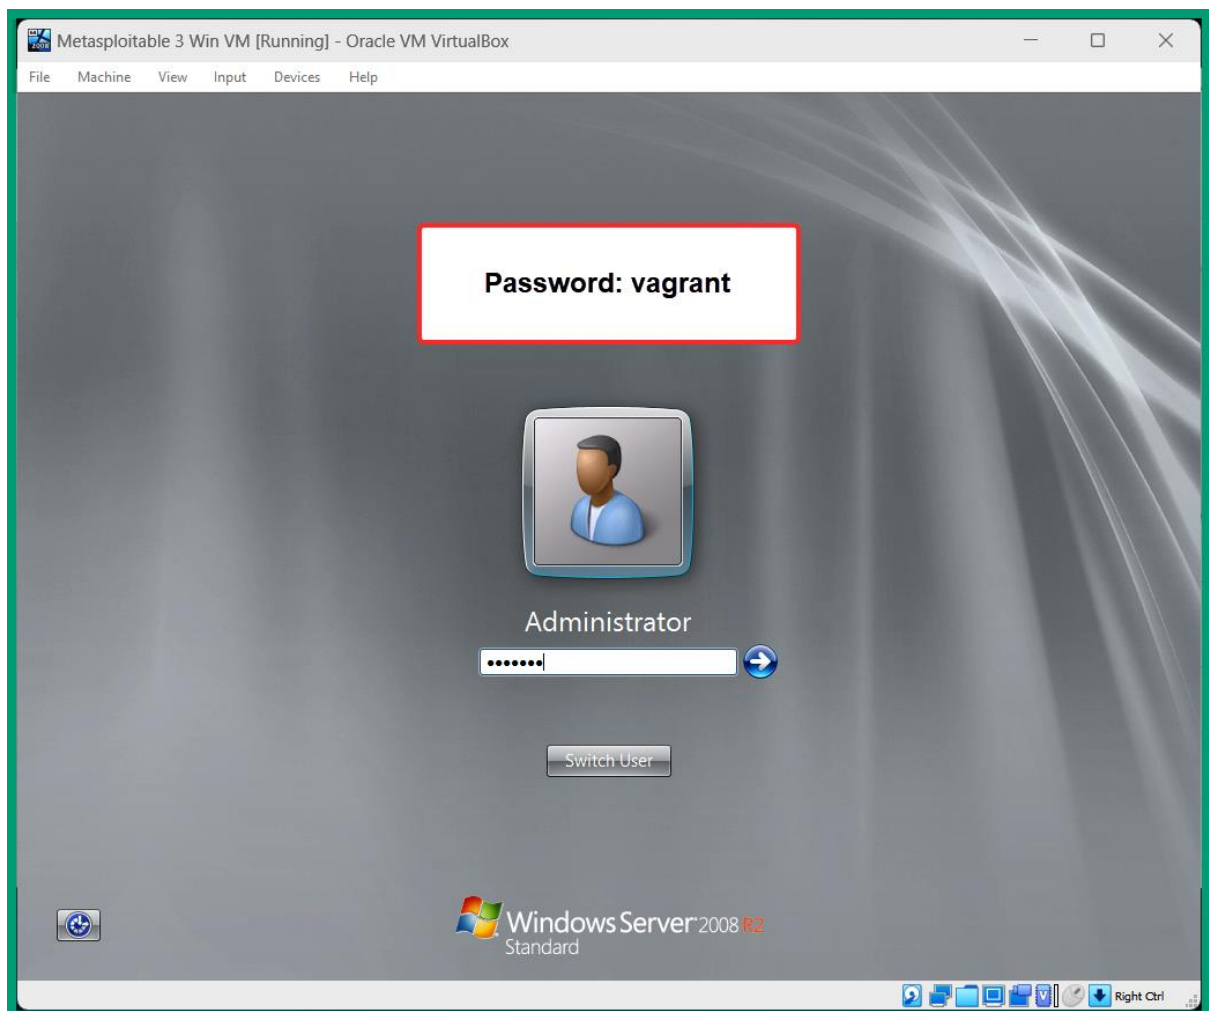 Metasploitable 3 Win VM [Running] - Oracle VM VirtualBox
File Machine View Input Devices Help
Password: vagrant
Administrator
Switch User
Windows Server 2008 R2
Standard
Right Ctrl